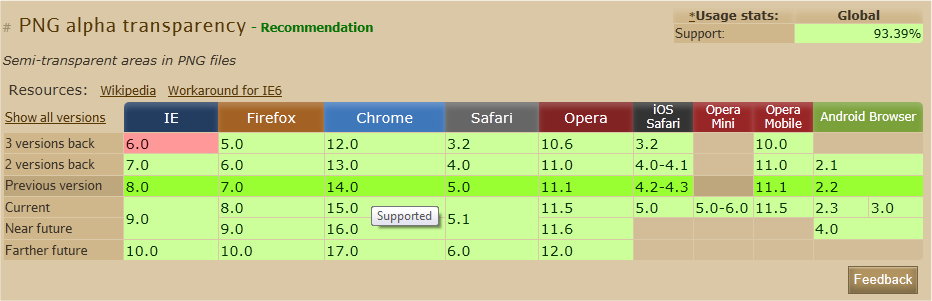 # PNG alpha transparency - Recommendation
*Usage stats: Global
Support: 93.39%
Semi-transparent areas in PNG files
Resources: Wikipedia Workaround for IE6
Show all versions IE Firefox Chrome Safari Opera iOS Safari Opera Mini Opera Mobile Android Browser
3 versions back 6.0 5.0 12.0 3.2 10.6 3.2 10.0
2 versions back 7.0 6.0 13.0 4.0 11.0 4.0-4.1 11.0 2.1
Previous version 8.0 7.0 14.0 5.0 11.1 4.2-4.3 11.1 2.2
Current 9.0 8.0 15.0 Supported 5.1 11.5 5.0 5.0-6.0 11.5 2.3 3.0
Near future 9.0 16.0 11.6 4.0
Farther future 10.0 10.0 17.0 6.0 12.0
Feedback